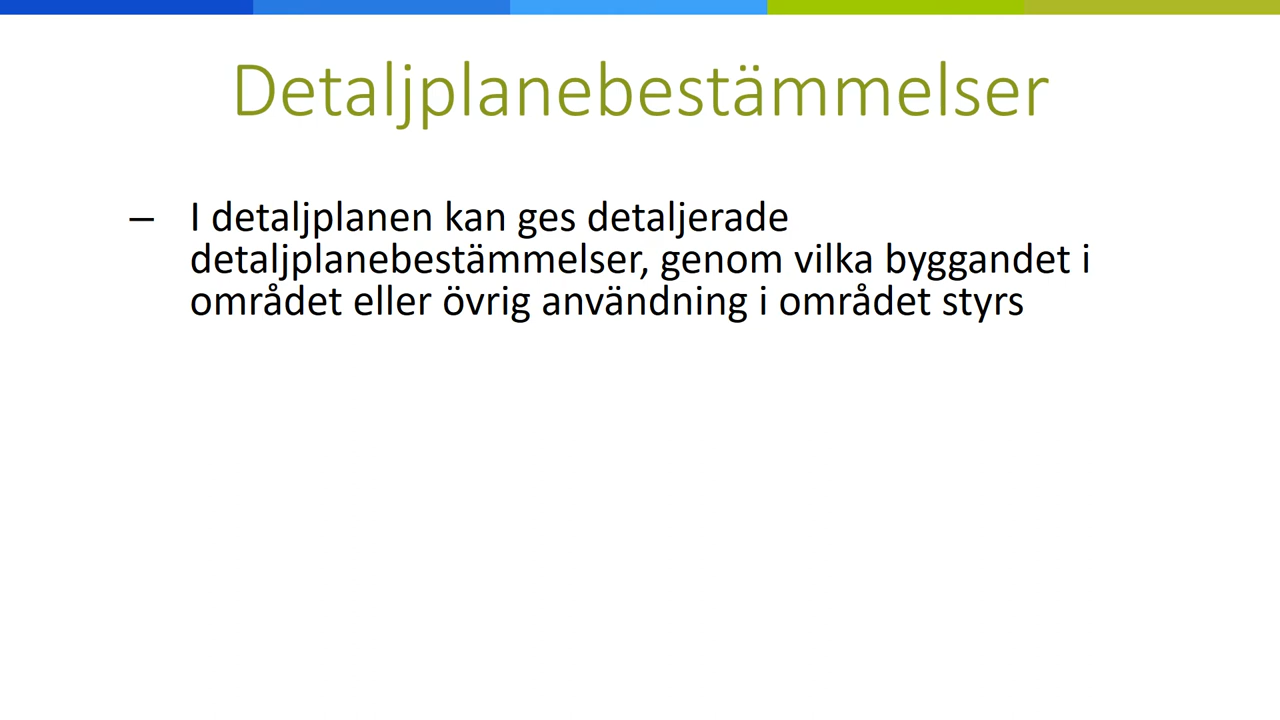 Detaljplanebestämmelser
– I detaljplanen kan ges detaljerade
detaljplanebestämmelser, genom vilka byggandet i
området eller övrig användning i området styrs